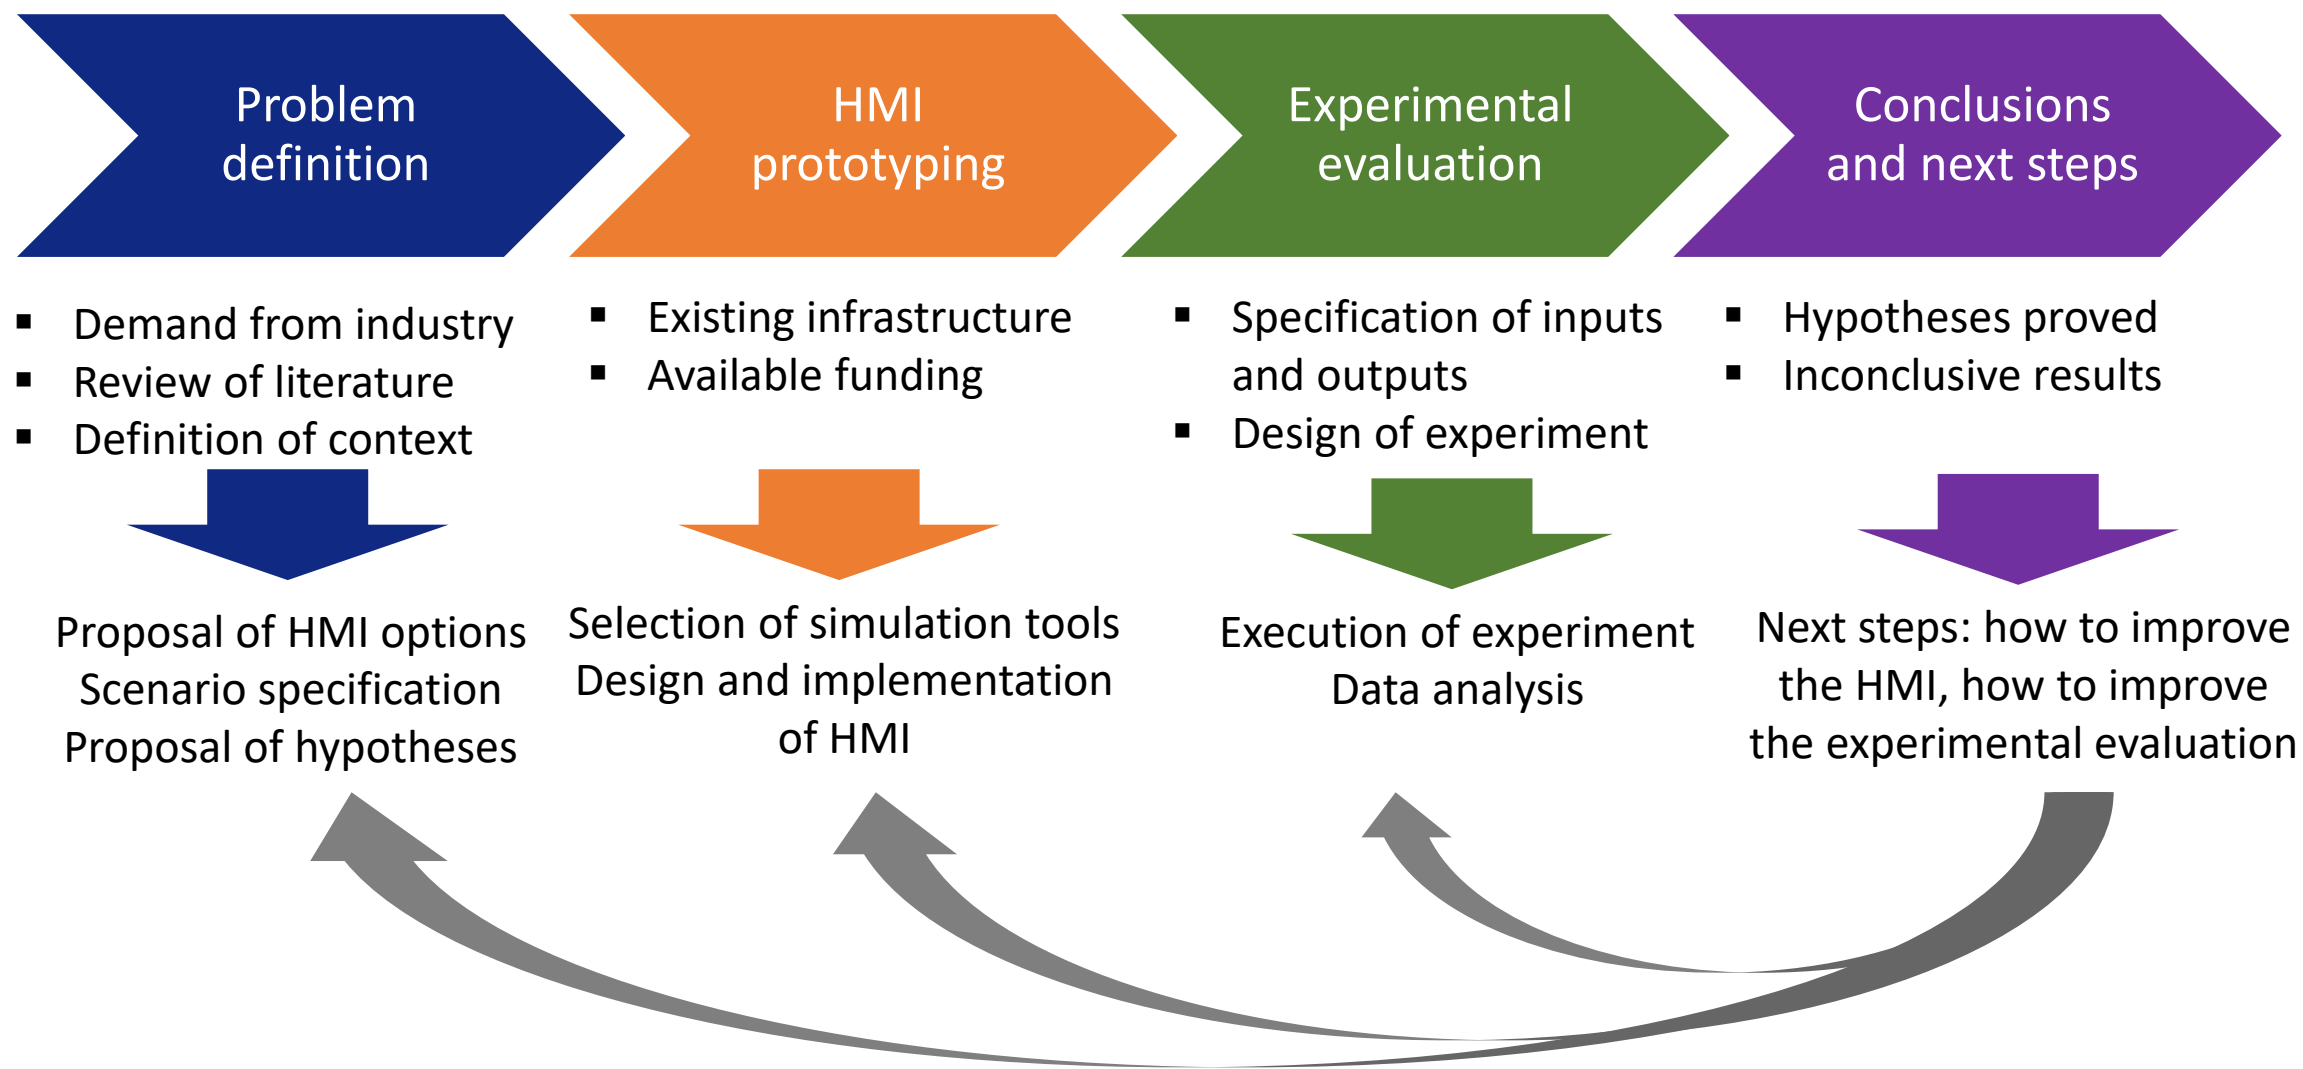 Problem
definition
HMI
prototyping
Experimental
evaluation
Conclusions
and next steps
▪ Demand from industry
▪ Review of literature
▪ Definition of context
▪ Existing infrastructure
▪ Available funding
▪ Specification of inputs
and outputs
▪ Design of experiment
▪ Hypotheses proved
▪ Inconclusive results
Proposal of HMI options
Scenario specification
Proposal of hypotheses
Selection of simulation tools
Design and implementation
of HMI
Execution of experiment
Data analysis
Next steps: how to improve
the HMI, how to improve
the experimental evaluation